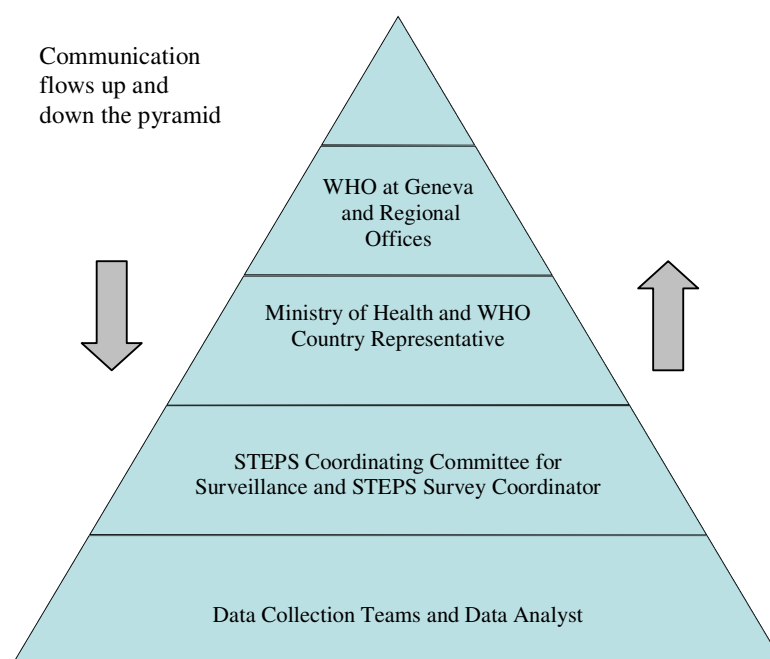 Communication
flows up and
down the pyramid
WHO at Geneva
and Regional
Offices
Ministry of Health and WHO
Country Representative
STEPS Coordinating Committee for
Surveillance and STEPS Survey Coordinator
Data Collection Teams and Data Analyst